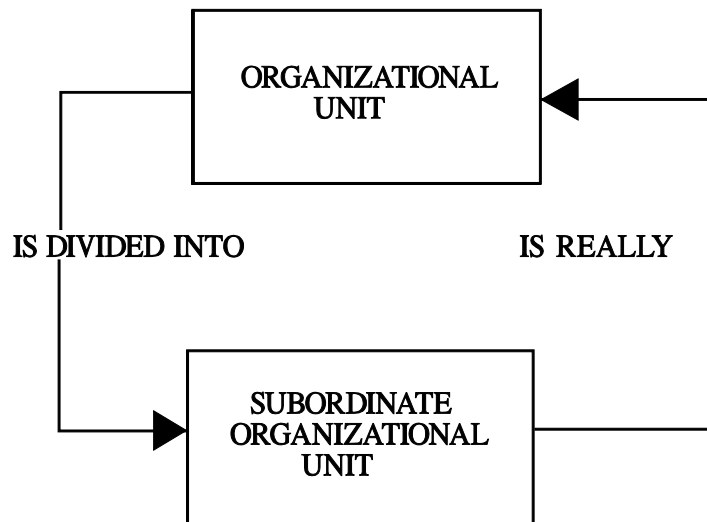 ORGANIZATIONAL
UNIT
IS DIVIDED INTO
IS REALLY
SUBORDINATE
ORGANIZATIONAL
UNIT